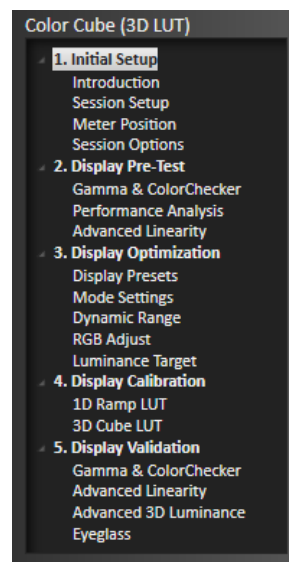 Color Cube (3D LUT)
1. Initial Setup
Introduction
Session Setup
Meter Position
Session Options
2. Display Pre-Test
Gamma & ColorChecker
Performance Analysis
Advanced Linearity
3. Display Optimization
Display Presets
Mode Settings
Dynamic Range
RGB Adjust
Luminance Target
4. Display Calibration
1D Ramp LUT
3D Cube LUT
5. Display Validation
Gamma & ColorChecker
Advanced Linearity
Advanced 3D Luminance
Eyeglass